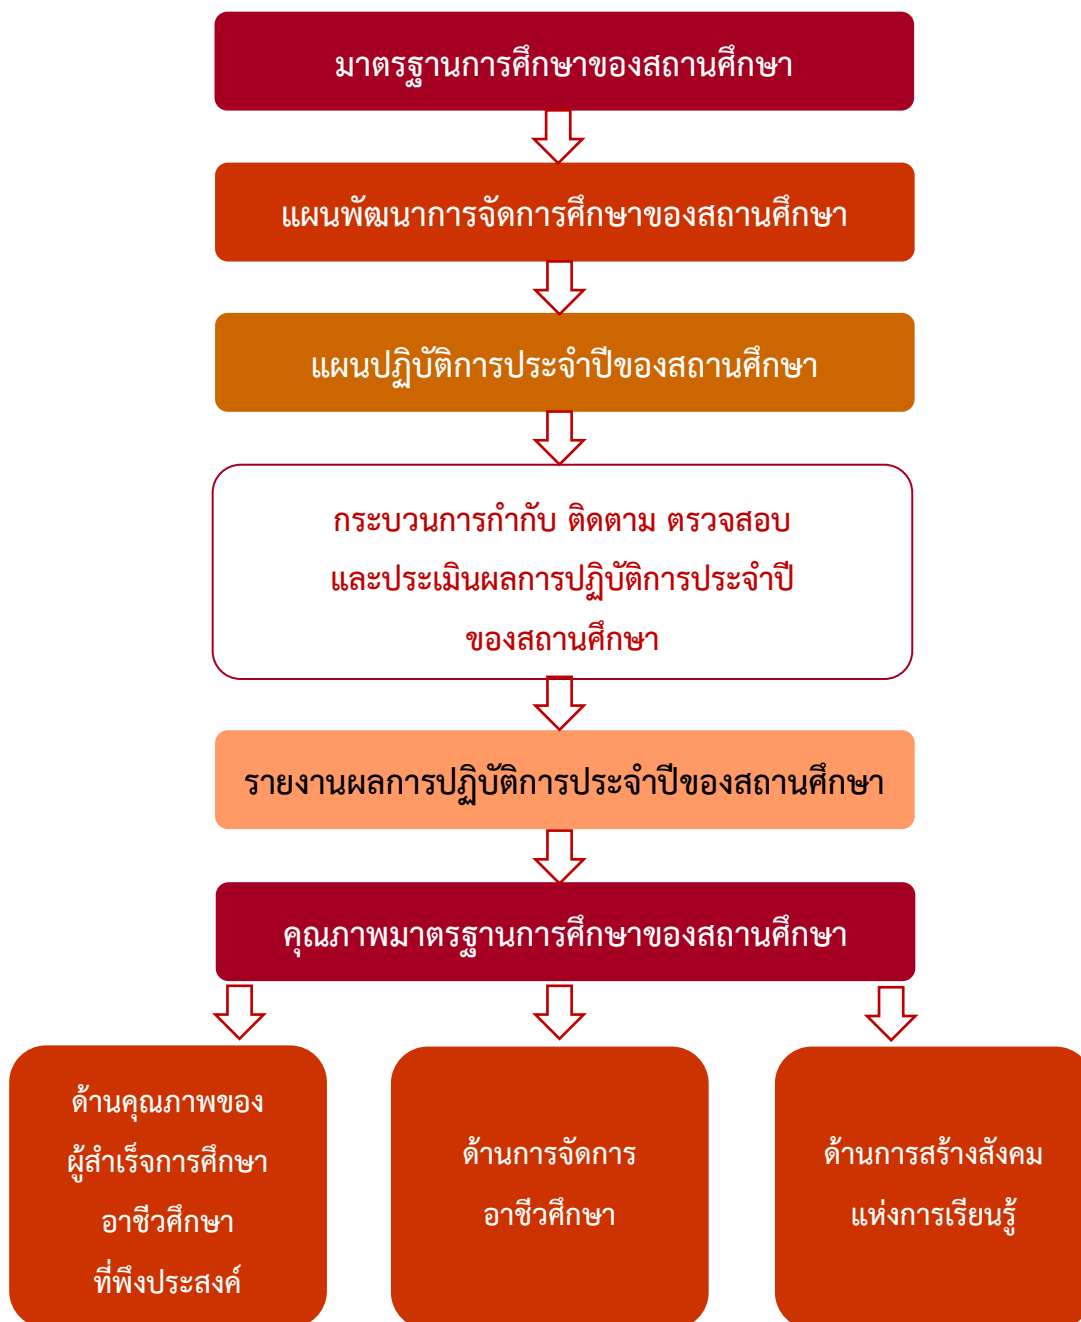 มาตรฐานการศึกษาของสถานศึกษา
แผนพัฒนาการจัดการศึกษาของสถานศึกษา
แผนปฏิบัติการประจำปีของสถานศึกษา
กระบวนการกำกับ ติดตาม ตรวจสอบ
และประเมินผลการปฏิบัติการประจำปี
ของสถานศึกษา
รายงานผลการปฏิบัติการประจำปีของสถานศึกษา
คุณภาพมาตรฐานการศึกษาของสถานศึกษา
ด้านคุณภาพของ
ผู้สำเร็จการศึกษา
อาชีวศึกษา
ที่พึงประสงค์
ด้านการจัดการ
อาชีวศึกษา
ด้านการสร้างสังคม
แห่งการเรียนรู้